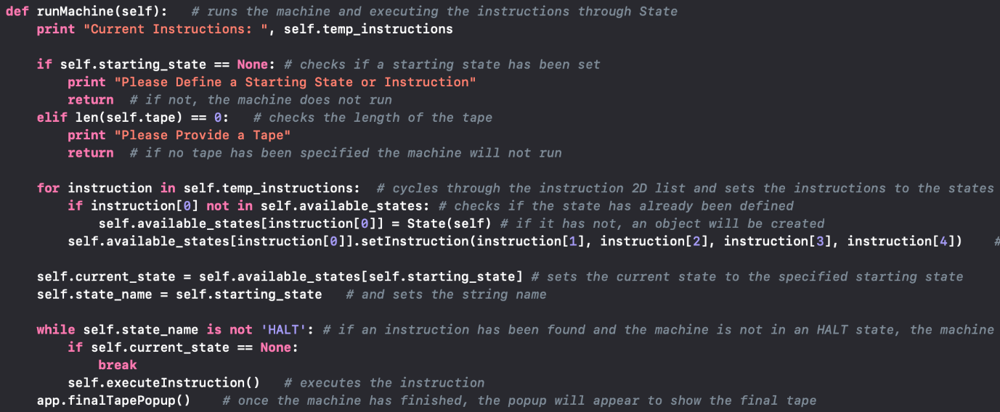 def runMachine(self):   # runs the machine and executing the instructions through State
    print "Current Instructions: ", self.temp_instructions
    if self.starting_state == None: # checks if a starting state has been set
        print "Please Define a Starting State or Instruction"
        return  # if not, the machine does not run
    elif len(self.tape) == 0:   # checks the length of the tape
        print "Please Provide a Tape"
        return  # if no tape has been specified the machine will not run
    for instruction in self.temp_instructions:  # cycles through the instruction 2D list and sets the instructions to the states
        if instruction[0] not in self.available_states: # checks if the state has already been defined
            self.available_states[instruction[0]] = State(self) # if it has not, an object will be created
        self.available_states[instruction[0]].setInstruction(instruction[1], instruction[2], instruction[3], instruction[4])    #
    self.current_state = self.available_states[self.starting_state] # sets the current state to the specified starting state
    self.state_name = self.starting_state   # and sets the string name
    while self.state_name is not 'HALT': # if an instruction has been found and the machine is not in an HALT state, the machine
        if self.current_state == None:
            break
        self.executeInstruction()   # executes the instruction
    app.finalTapePopup()    # once the machine has finished, the popup will appear to show the final tape